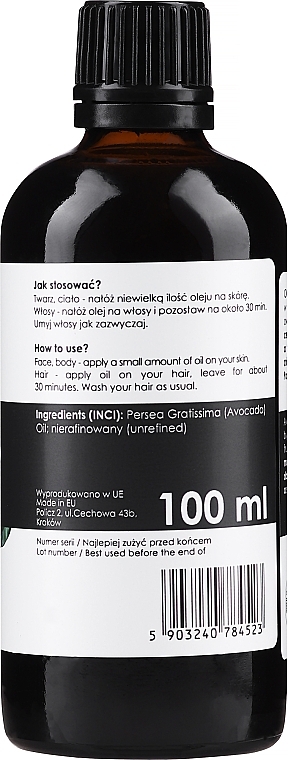 Jak stosować?
Twarz, ciało - nałóż niewielką ilość oleju na skórę.
Włosy - nałóż olej na włosy i pozostaw na około 30 min.
Umyj włosy jak zazwyczaj.
How to use?
Face, body - apply a small amount of oil on your skin.
Hair - apply oil on your hair, leave for about
30 minutes. Wash your hair as usual.
Ingredients (INCI): Persea Gratissima (Avocado)
Oil; nierafinowany (unrefined)
Wyprodukowano w UE
Made in EU
Policz 2, ul.Cechowa 43b,
Kraków
100 ml
Numer serii / Najlepiej zużyć przed końcem
Lot number / Best used before the end of
5 903240 784523